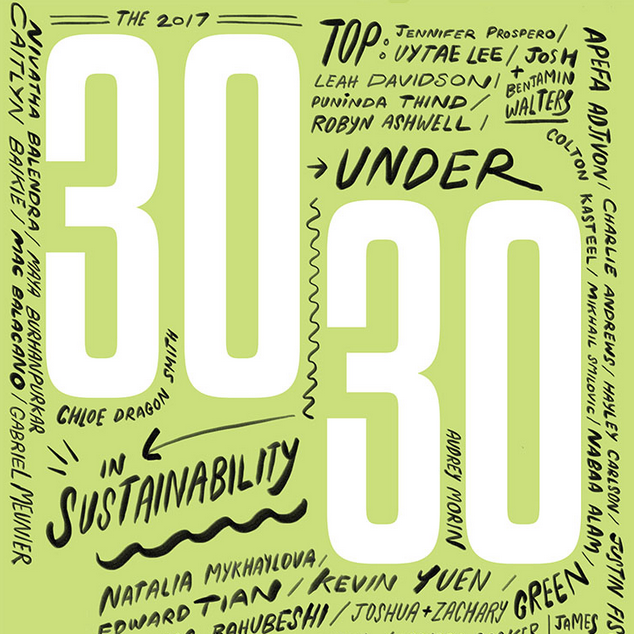 THE 2017
30
TOP: JENNIFER PROSPERO/
UYTAE LEE/ JOSH
+ BENJAMIN
WALTERS
LEAH DAVIDSON/
PUNINDA THIND/
ROBYN ASHWELL/
→ UNDER
30
COLTON
KASTEEL/ MIKHAIL SMILOVIC/ NABAA ALAM,
APEFA ADJIVON/
CHARLIE ANDREWS/ HAYLEY CARLSON/ JUSTIN FIS
NIVATHA BALENDRA/ MAYA BURHANPURKAR
CAITLYN BAIKIE/ MAC BALACANO/ GABRIEL MEUNIER
CHLOE DRAGON SMITH
IN
SUSTAINABILITY
AUDREY MORIN
NATALIA MYKHAYLOVA/
EDWARD TIAN/ KEVIN YUEN/
BAHUBESHI/ JOSHUA + ZACHARY GREEN/
JAMES